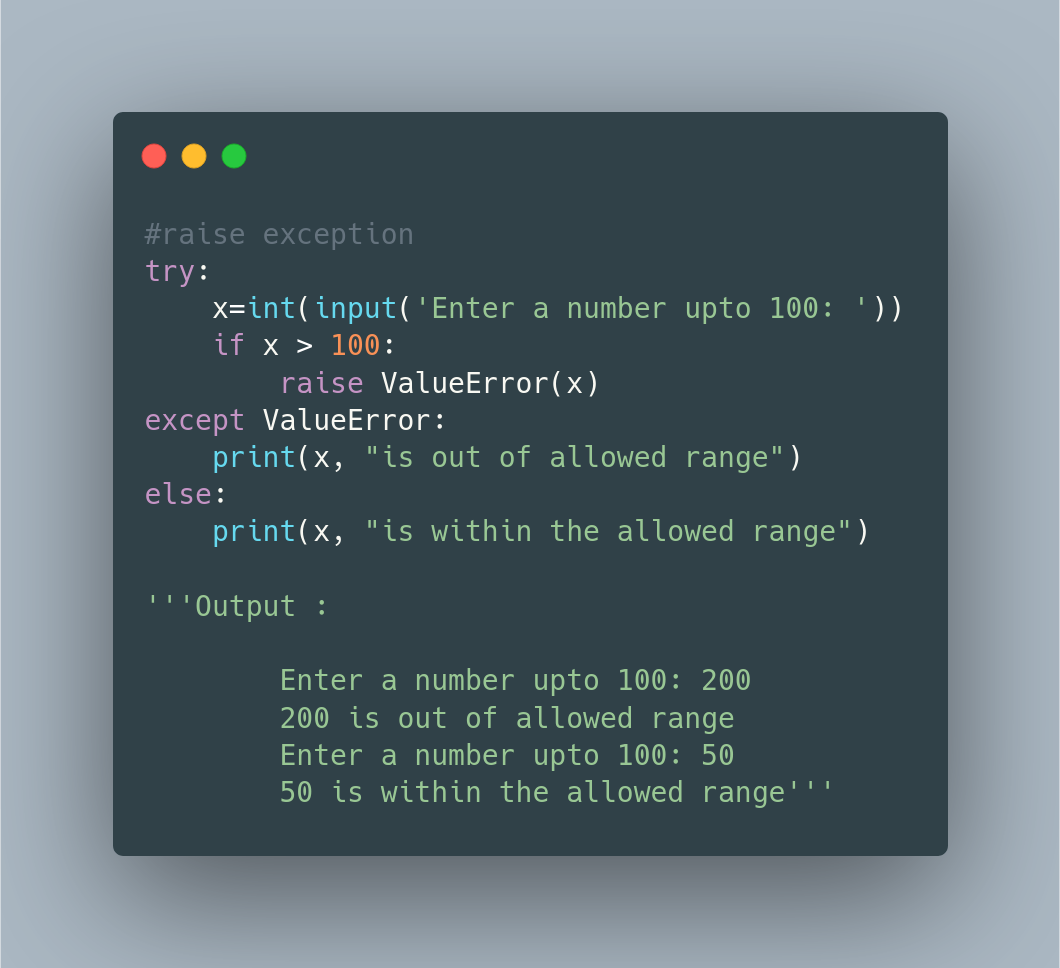 #raise exception
try:
    x=int(input('Enter a number upto 100: '))
    if x > 100:
        raise ValueError(x)
except ValueError:
    print(x, "is out of allowed range")
else:
    print(x, "is within the allowed range")

'''Output :

        Enter a number upto 100: 200
        200 is out of allowed range
        Enter a number upto 100: 50
        50 is within the allowed range'''